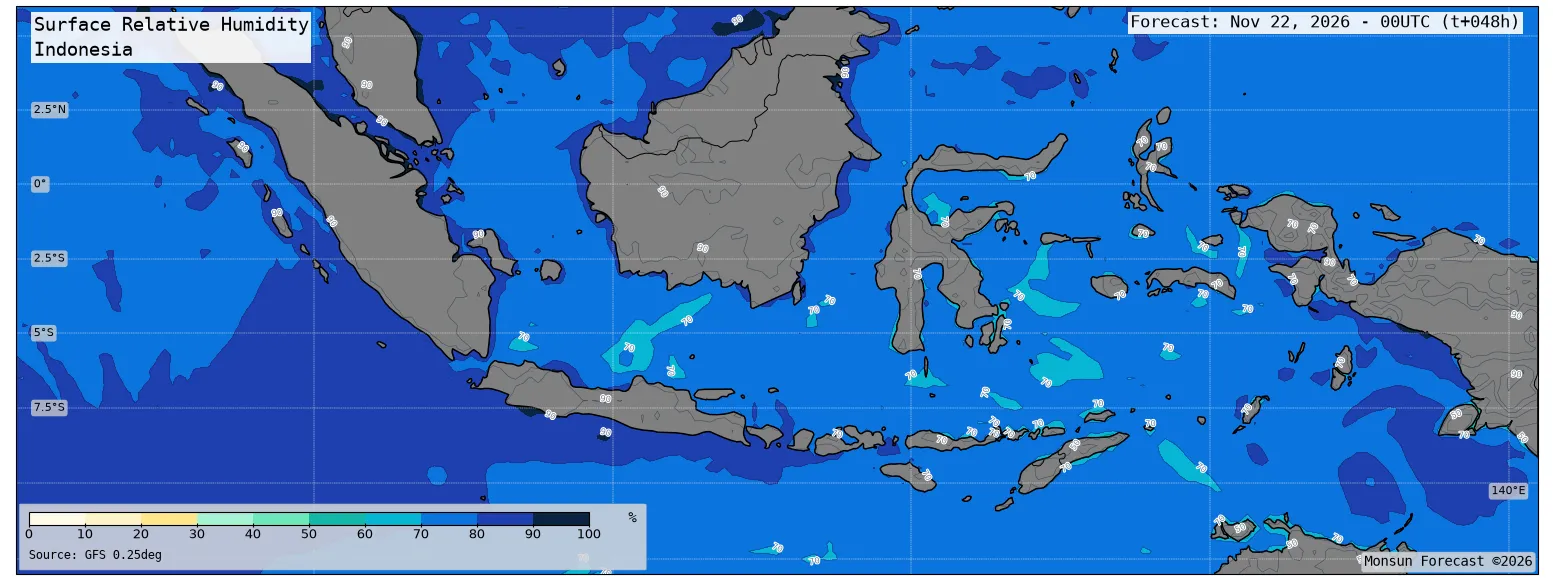 Surface Relative Humidity
Indonesia
Forecast: Nov 22, 2026 - 00UTC (t+048h)
2.5°N
0°
2.5°S
5°S
7.5°S
140°E
%
0 10 20 30 40 50 60 70 80 90 100
Source: GFS 0.25deg
Monsun Forecast ©2026